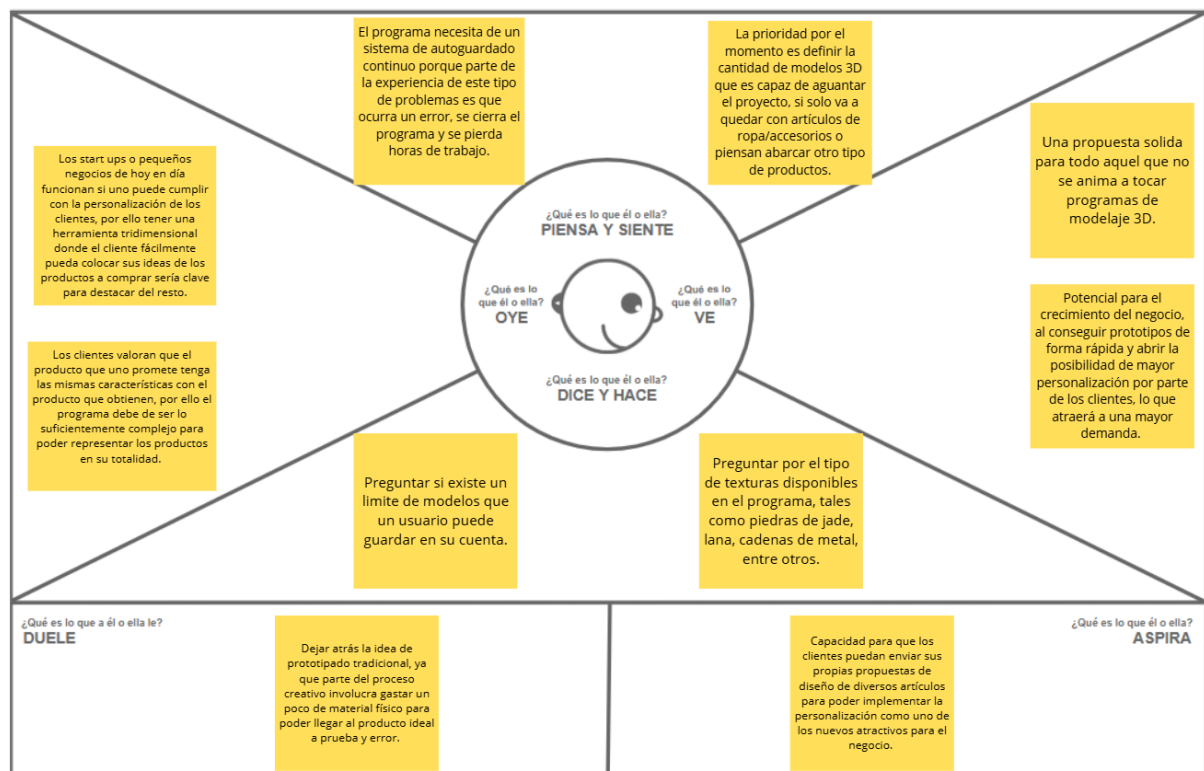 El programa necesita de un
sistema de autoguardado
continuo porque parte de
la experiencia de este tipo
de problemas es que
ocurra un error, se cierra
el programa y se pierda
horas de trabajo.
La prioridad por el
momento es definir la
cantidad de modelos 3D
que es capaz de aguantar
el proyecto, si solo va a
quedar con artículos de
ropa/accesorios o
piensan abarcar otro tipo
de productos.
Los start ups o pequeños
negocios de hoy en día
funcionan si uno puede cumplir
con la personalización de los
clientes, por ello tener una
herramienta tridimensional
donde el cliente fácilmente
pueda colocar sus ideas de los
productos a comprar sería clave
para destacar del resto.
Los clientes valoran que el
producto que uno promete tenga
las mismas características con el
producto que obtienen, por ello
el programa debe de ser lo
suficientemente complejo para
poder representar los productos
en su totalidad.
¿Qué es lo que él o ella?
PIENSA Y SIENTE
¿Qué es lo
que él o ella?
OYE
¿Qué es lo
que él o ella?
VE
¿Qué es lo que él o ella?
DICE Y HACE
Una propuesta solida
para todo aquel que no
se anima a tocar
programas de
modelaje 3D.
Potencial para el
crecimiento del negocio,
al conseguir prototipos de
forma rápida y abrir la
posibilidad de mayor
personalización por parte
de los clientes, lo que
atraerá a una mayor
demanda.
Preguntar si existe un
limite de modelos que
un usuario puede
guardar en su cuenta.
Preguntar por el tipo
de texturas disponibles
en el programa, tales
como piedras de jade,
lana, cadenas de metal,
entre otros.
¿Qué es lo que a él o ella le?
DUELE
Dejar atrás la idea de
prototipado tradicional, ya
que parte del proceso
creativo involucra gastar un
poco de material físico para
poder llegar al producto ideal
a prueba y error.
¿Qué es lo que él o ella?
ASPIRA
Capacidad para que los
clientes puedan enviar sus
propias propuestas de
diseño de diversos artículos
para poder implementar la
personalización como uno de
los nuevos atractivos para el
negocio.